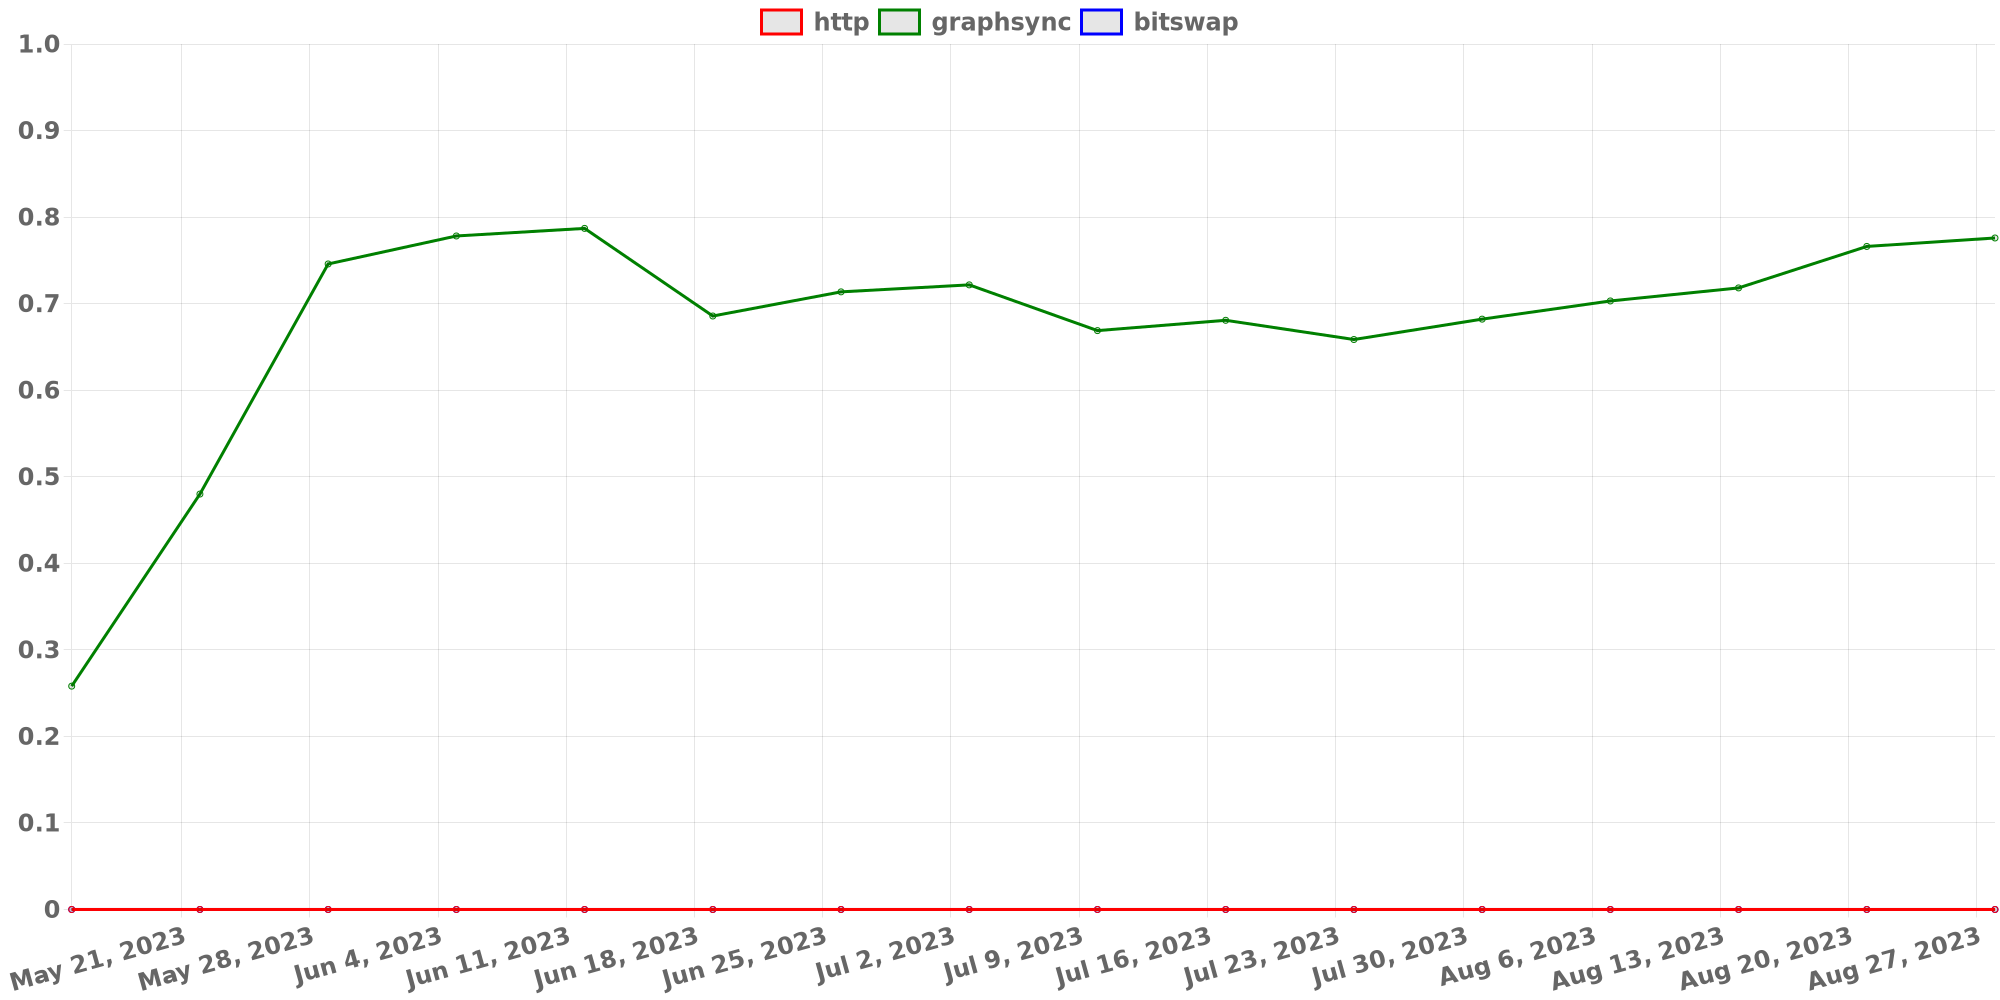 http graphsync bitswap
1.0
0.9
0.8
0.7
0.6
0.5
0.4
0.3
0.2
0.1
0
May 21, 2023
May 28, 2023
Jun 4, 2023
Jun 11, 2023
Jun 18, 2023
Jun 25, 2023
Jul 2, 2023
Jul 9, 2023
Jul 16, 2023
Jul 23, 2023
Jul 30, 2023
Aug 6, 2023
Aug 13, 2023
Aug 20, 2023
Aug 27, 2023